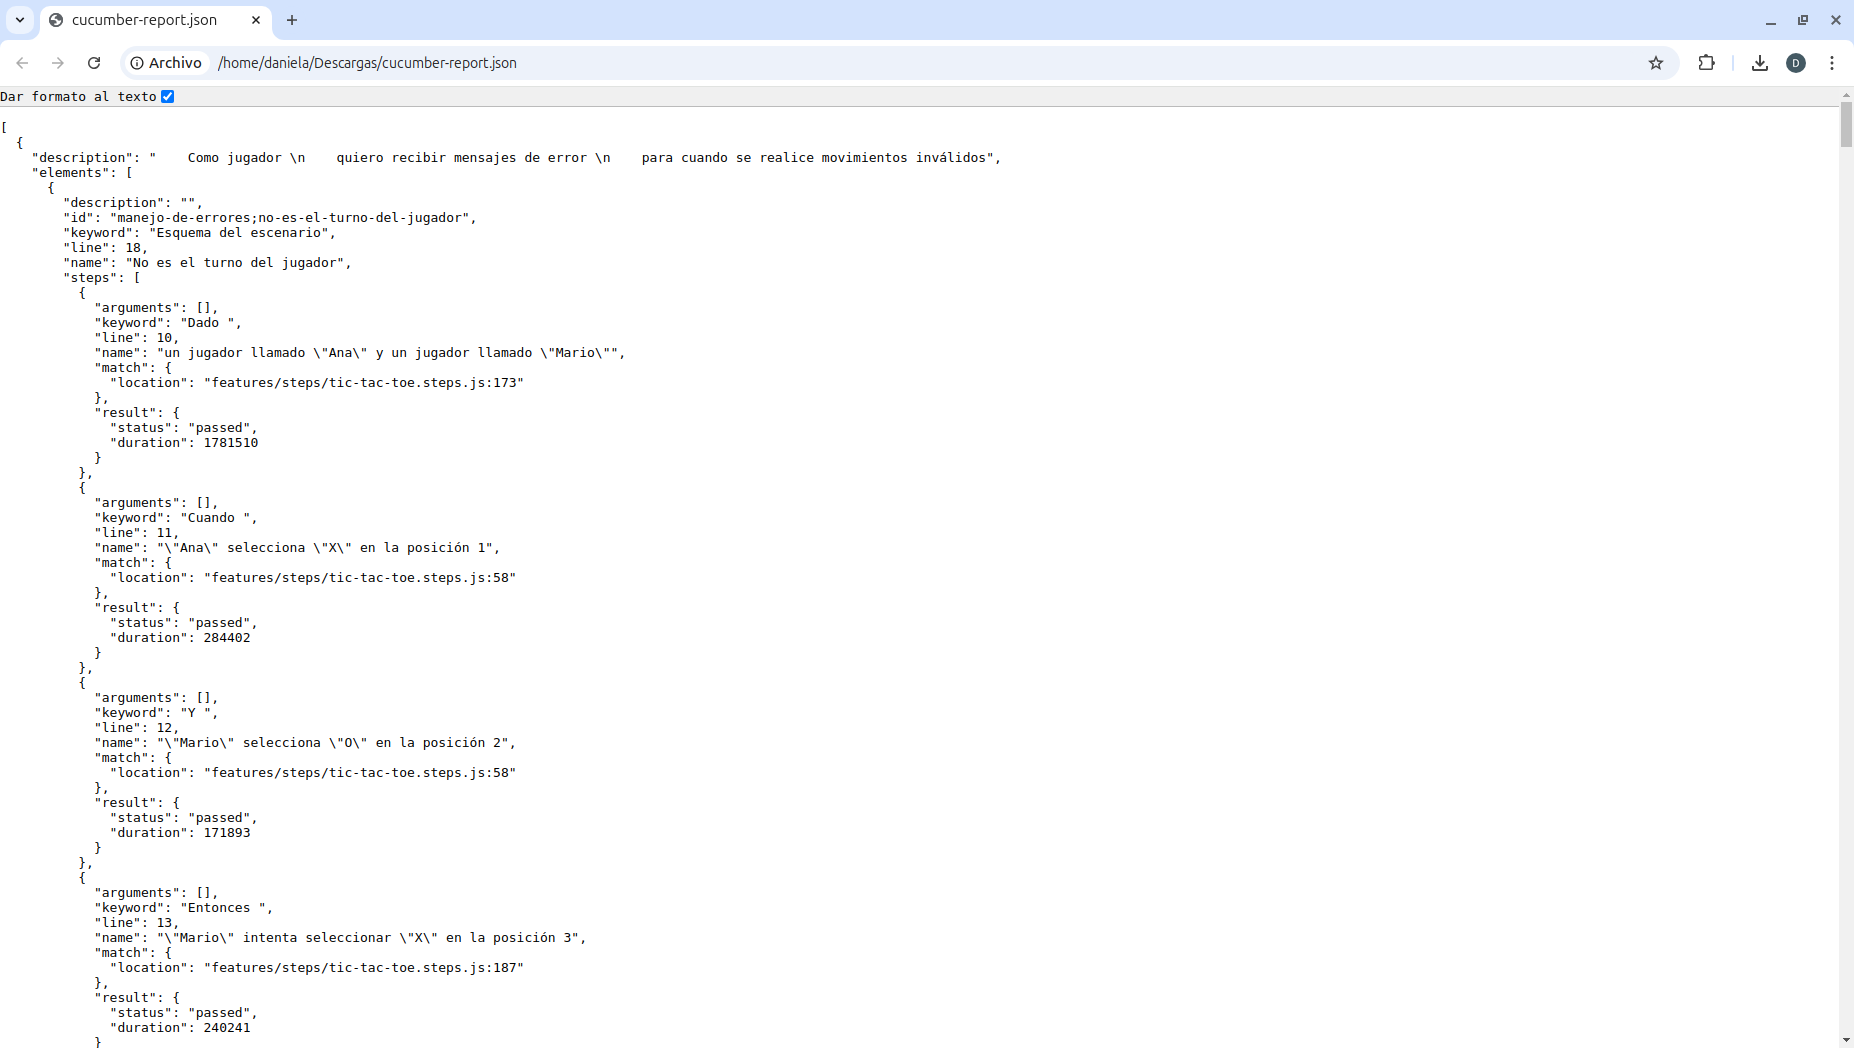 cucumber-report.json
Archivo /home/daniela/Descargas/cucumber-report.json D
Dar formato al texto
[
  {
    "description": "    Como jugador \n    quiero recibir mensajes de error \n    para cuando se realice movimientos inválidos",
    "elements": [
      {
        "description": "",
        "id": "manejo-de-errores;no-es-el-turno-del-jugador",
        "keyword": "Esquema del escenario",
        "line": 18,
        "name": "No es el turno del jugador",
        "steps": [
          {
            "arguments": [],
            "keyword": "Dado ",
            "line": 10,
            "name": "un jugador llamado \"Ana\" y un jugador llamado \"Mario\"",
            "match": {
              "location": "features/steps/tic-tac-toe.steps.js:173"
            },
            "result": {
              "status": "passed",
              "duration": 1781510
            }
          },
          {
            "arguments": [],
            "keyword": "Cuando ",
            "line": 11,
            "name": "\"Ana\" selecciona \"X\" en la posición 1",
            "match": {
              "location": "features/steps/tic-tac-toe.steps.js:58"
            },
            "result": {
              "status": "passed",
              "duration": 284402
            }
          },
          {
            "arguments": [],
            "keyword": "Y ",
            "line": 12,
            "name": "\"Mario\" selecciona \"O\" en la posición 2",
            "match": {
              "location": "features/steps/tic-tac-toe.steps.js:58"
            },
            "result": {
              "status": "passed",
              "duration": 171893
            }
          },
          {
            "arguments": [],
            "keyword": "Entonces ",
            "line": 13,
            "name": "\"Mario\" intenta seleccionar \"X\" en la posición 3",
            "match": {
              "location": "features/steps/tic-tac-toe.steps.js:187"
            },
            "result": {
              "status": "passed",
              "duration": 240241
            }